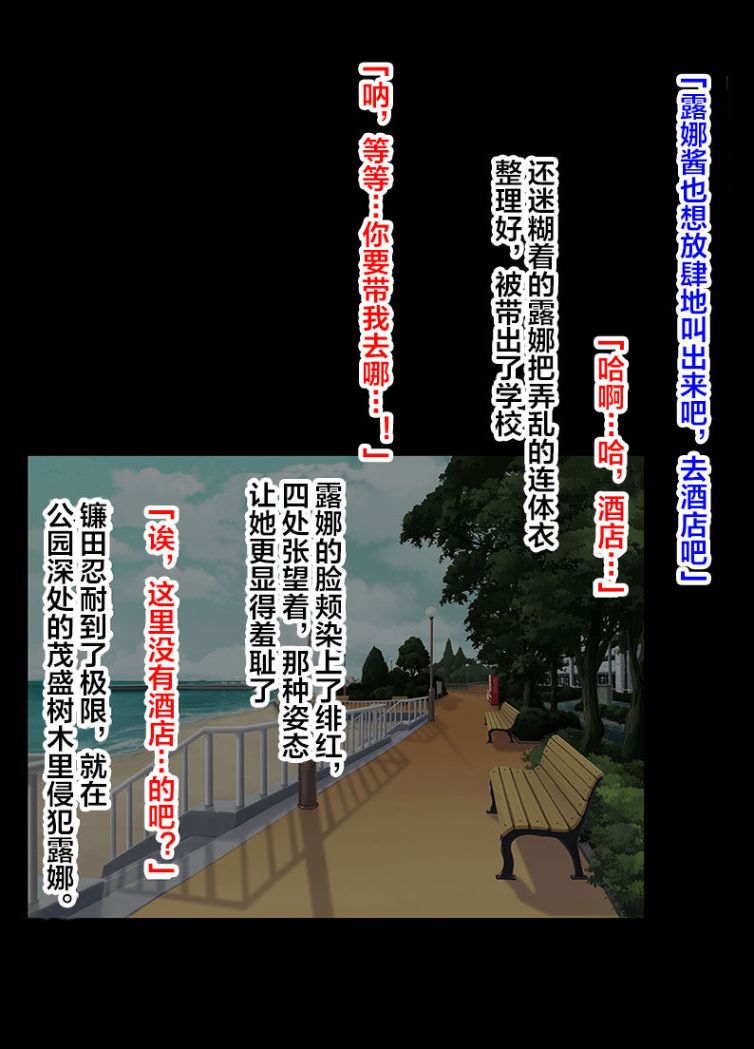 『露娜酱也想放肆地叫出来吧，去酒店吧』
『哈啊…哈，酒店…』
还迷糊着的露娜把弄乱的连体衣
整理好，被带出了学校
『呐，等等…你要带我去哪…！』
露娜的脸颊染上了绯红，
四处张望着，那种姿态
让她更显得羞耻了
『诶，这里没有酒店…的吧？』
镰田忍耐到了极限，就在
公园深处的茂盛树木里侵犯露娜。